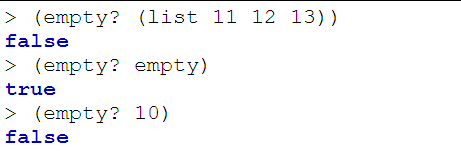 > (empty? (list 11 12 13))
false
> (empty? empty)
true
> (empty? 10)
false